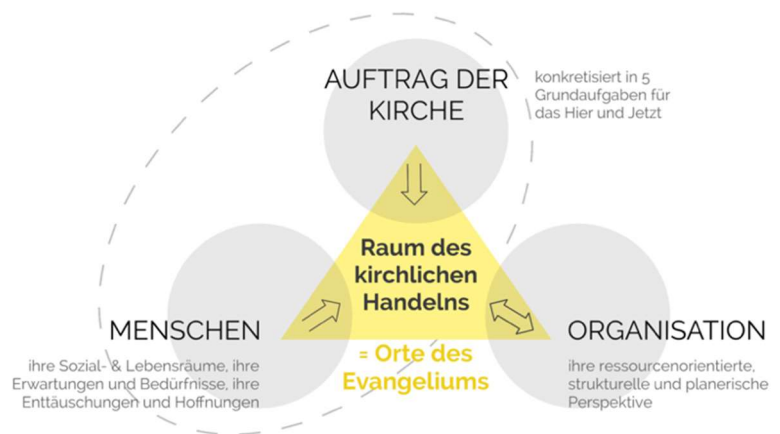 AUFTRAG DER
KIRCHE
konkretisiert in 5
Grundaufgaben für
das Hier und Jetzt
Raum des
kirchlichen
Handelns
MENSCHEN
ihre Sozial- & Lebensräume, ihre
Erwartungen und Bedürfnisse, ihre
Enttäuschungen und Hoffnungen
= Orte des
Evangeliums
ORGANISATION
ihre ressourcenorientierte,
strukturelle und planerische
Perspektive